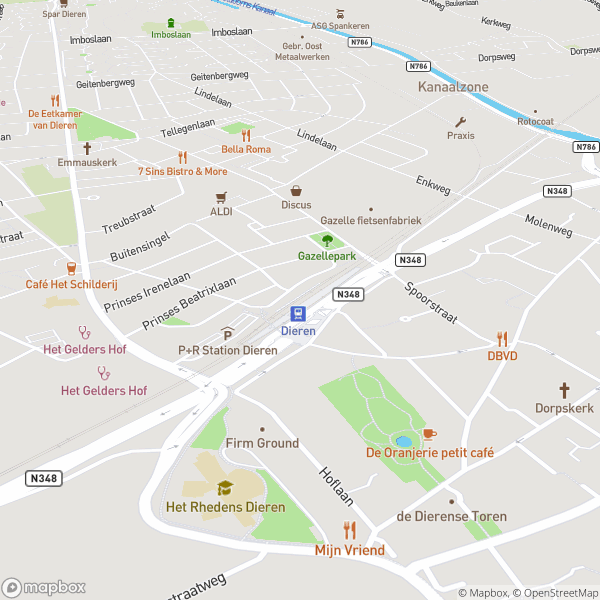 Spar Dieren
Imboslaan
Imboslaan
Apeldoorns Kanaal
ASG Spankeren
Beukenlaan
Kerkweg
Gebr. Oost
Metaalwerken
N786
Dorpsweg
Dorpsweg
Geitenbergweg
Geitenbergweg
N786
Kanaalzone
Lindelaan
De Eetkamer
van Dieren
Rotocoat
Tellegenlaan
Lindelaan
Praxis
Bella Roma
N786
Emmauskerk
7 Sins Bistro & More
Enkweg
N348
ALDI
Discus
Treubstraat
Gazelle fietsenfabriek
Molenweg
straat
Buitensingel
Gazellepark
N348
Café Het Schilderij
Prinses Irenelaan
Prinses Beatrixlaan
N348
Spoorstraat
Dieren
Het Gelders Hof
P+R Station Dieren
DBVD
Het Gelders Hof
Dorpskerk
Firm Ground
De Oranjerie petit café
N348
Hoflaan
Het Rhedens Dieren
de Dierense Toren
Mijn Vriend
straatweg
mapbox
© Mapbox, © OpenStreetMap